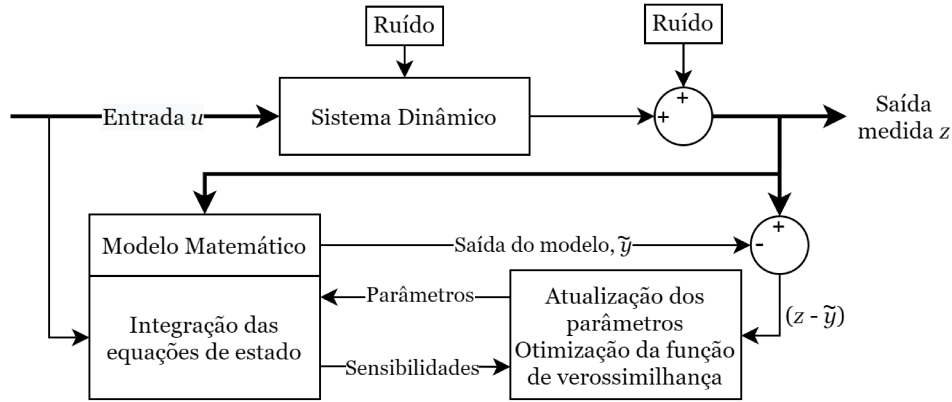 Ruído
Ruído
Entrada u
Sistema Dinâmico
+
+
Saída
medida z
Modelo Matemático
Saída do modelo, ỹ
-
+
Integração das
equações de estado
Parâmetros
Sensibilidades
Atualização dos
parâmetros
Otimização da função
de verossimilhança
(z - ỹ)